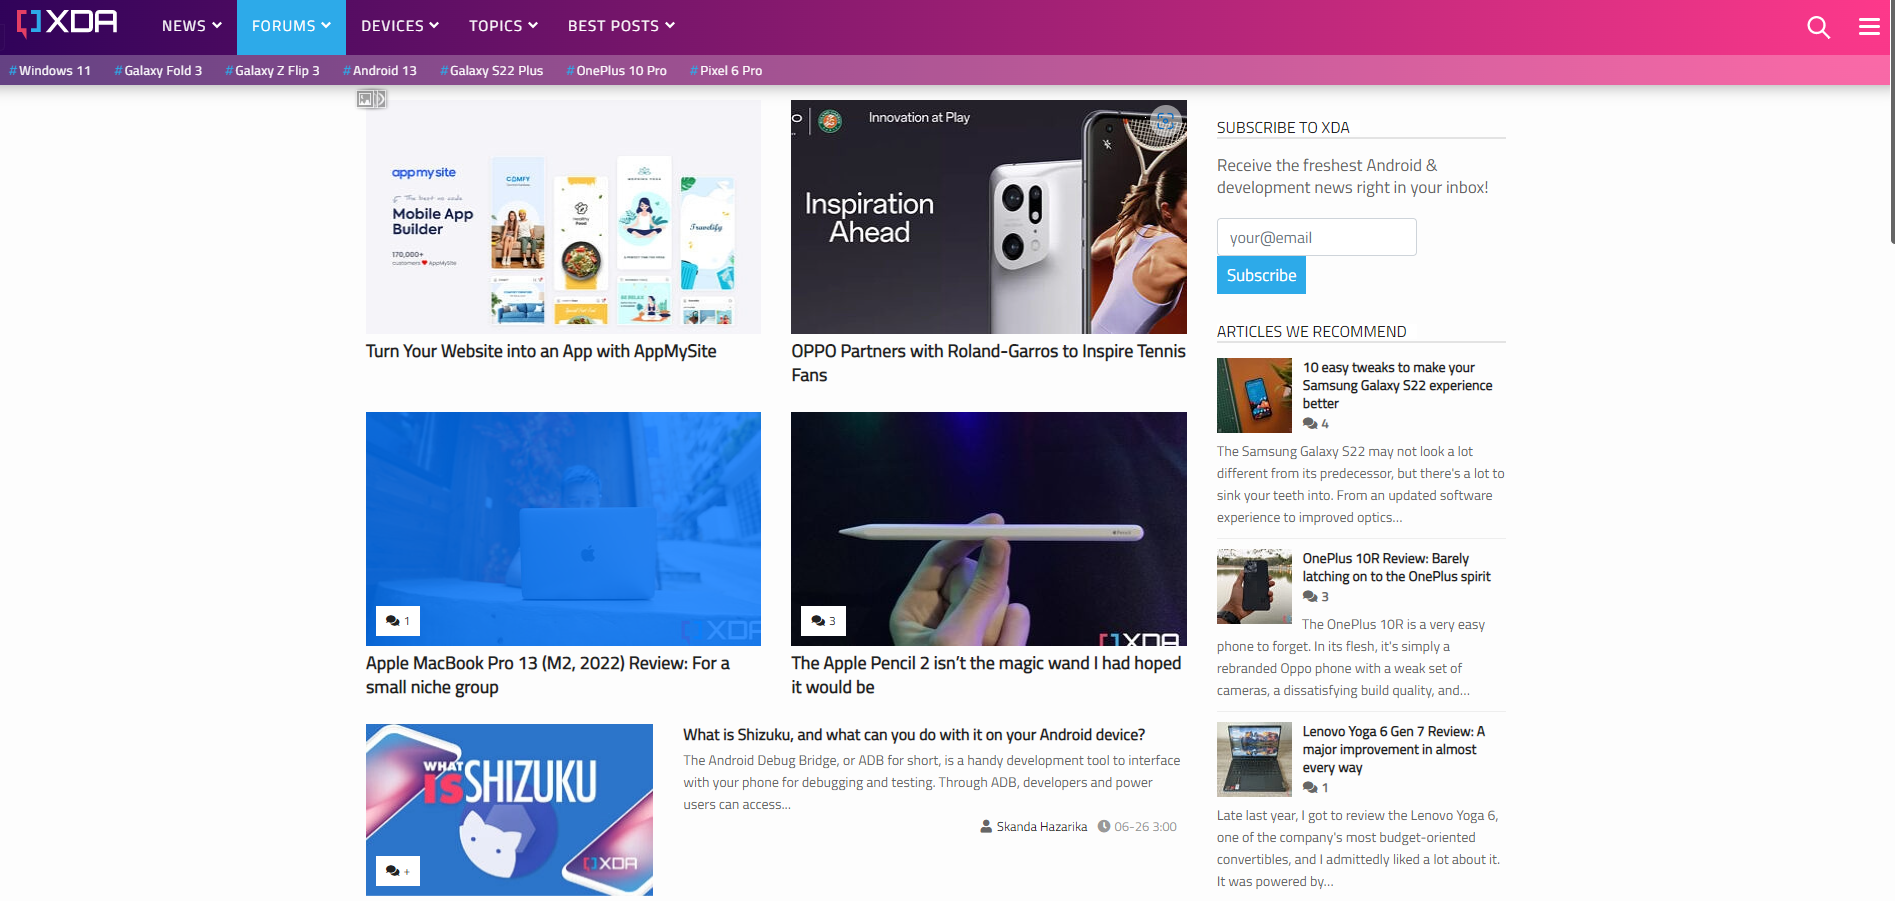 XDA
NEWS
FORUMS
DEVICES
TOPICS
BEST POSTS
#Windows 11
#Galaxy Fold 3
#Galaxy Z Flip 3
#Android 13
#Galaxy S22 Plus
#OnePlus 10 Pro
#Pixel 6 Pro
appmysite
The best no code
Mobile App
Builder
170,000+
customers ❤ AppMySite
COMFY
Healthy
Food
Travelify
BE RELAX
Innovation at Play
Inspiration
Ahead
Turn Your Website into an App with AppMySite
OPPO Partners with Roland-Garros to Inspire Tennis
Fans
1
XDA
3
Pencil
XDA
Apple MacBook Pro 13 (M2, 2022) Review: For a
small niche group
The Apple Pencil 2 isn’t the magic wand I had hoped
it would be
WHAT
IS SHIZUKU
XDA
+
What is Shizuku, and what can you do with it on your Android device?
The Android Debug Bridge, or ADB for short, is a handy development tool to interface
with your phone for debugging and testing. Through ADB, developers and power
users can access...
Skanda Hazarika
06-26 3:00
SUBSCRIBE TO XDA
Receive the freshest Android &
development news right in your inbox!
your@email
Subscribe
ARTICLES WE RECOMMEND
10 easy tweaks to make your
Samsung Galaxy S22 experience
better
4
The Samsung Galaxy S22 may not look a lot
different from its predecessor, but there's a lot to
sink your teeth into. From an updated software
experience to improved optics...
OnePlus 10R Review: Barely
latching on to the OnePlus spirit
3
The OnePlus 10R is a very easy
phone to forget. In its flesh, it's simply a
rebranded Oppo phone with a weak set of
cameras, a dissatisfying build quality, and...
Lenovo Yoga 6 Gen 7 Review: A
major improvement in almost
every way
1
Late last year, I got to review the Lenovo Yoga 6,
one of the company's most budget-oriented
convertibles, and I admittedly liked a lot about it.
It was powered by...